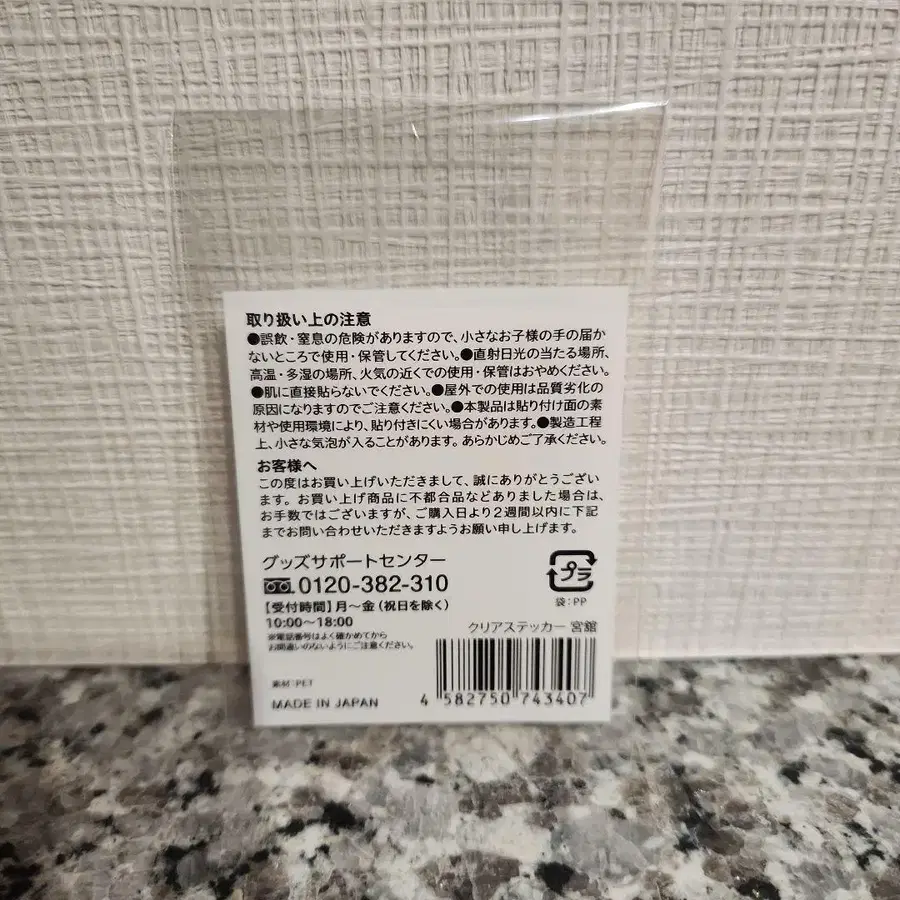 取り扱い上の注意
●誤飲・窒息の危険がありますので、小さなお子様の手の届か
ないところで使用・保管してください。●直射日光の当たる場所、
高温・多湿の場所、火気の近くでの使用・保管はおやめください。
●肌に直接貼らないでください。●屋外での使用は品質劣化の
原因になりますのでご注意ください。●本製品は貼り付け面の素
材や使用環境により、貼り付きにくい場合があります。●製造工程
上、小さな気泡が入ることがあります。あらかじめご了承ください。
お客様へ
この度はお買い上げいただきまして、誠にありがとうござい
ます。お買い上げ商品に不都合品などありました場合は、
お手数ではございますが、ご購入日より2週間以内に下記
までお問い合わせいただきますようお願い申し上げます。
グッズサポートセンター
0120-382-310
【受付時間】月～金（祝日を除く）
10:00～18:00
※電話番号はよく確かめてから
お間違いのないようにご注意ください。
プラ
袋：PP
クリアステッカー 宮舘
素材：PET
MADE IN JAPAN
4 582750 743407